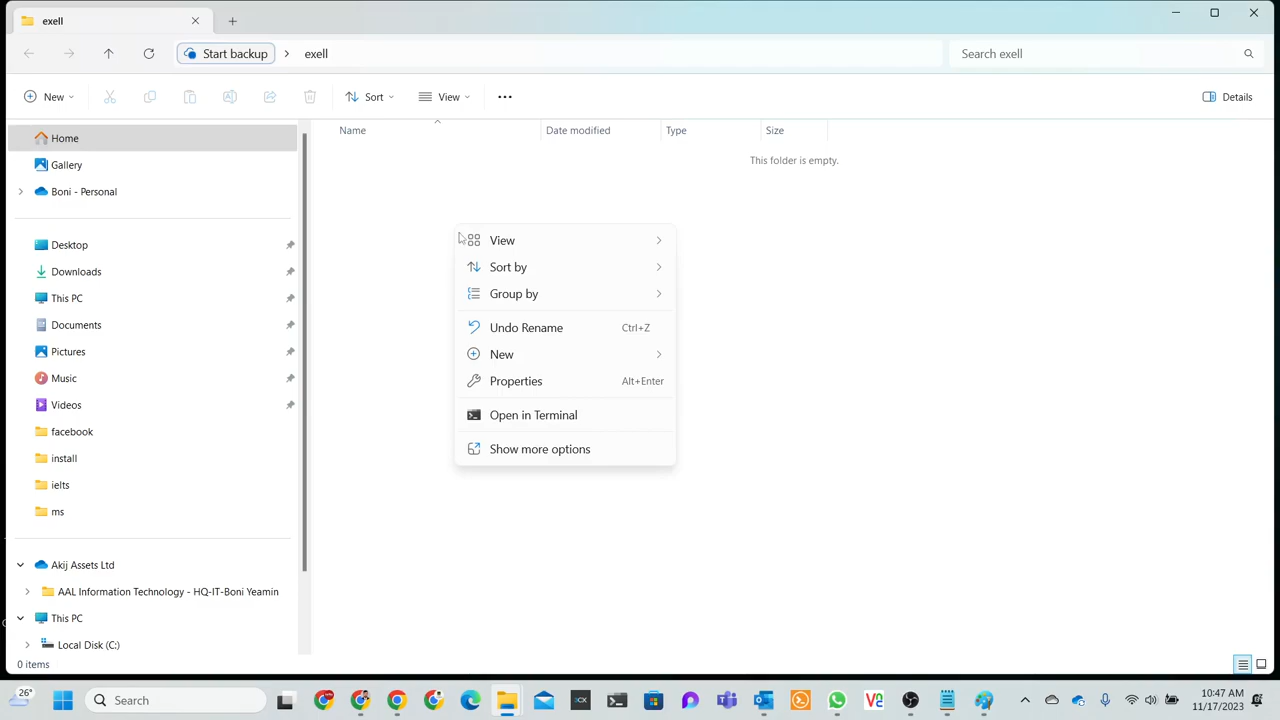 exell
Start backup
exell
Search exell
New
Sort
View
Details
Name
Date modified
Type
Size
This folder is empty.
Home
Gallery
Boni - Personal
Desktop
Downloads
This PC
Documents
Pictures
Music
Videos
facebook
install
ielts
ms
Akij Assets Ltd
AAL Information Technology - HQ-IT-Boni Yeamin
This PC
Local Disk (C:)
View
Sort by
Group by
Undo Rename Ctrl+Z
New
Properties Alt+Enter
Open in Terminal
Show more options
0 items
26°
Search
10:47 AM
11/17/2023